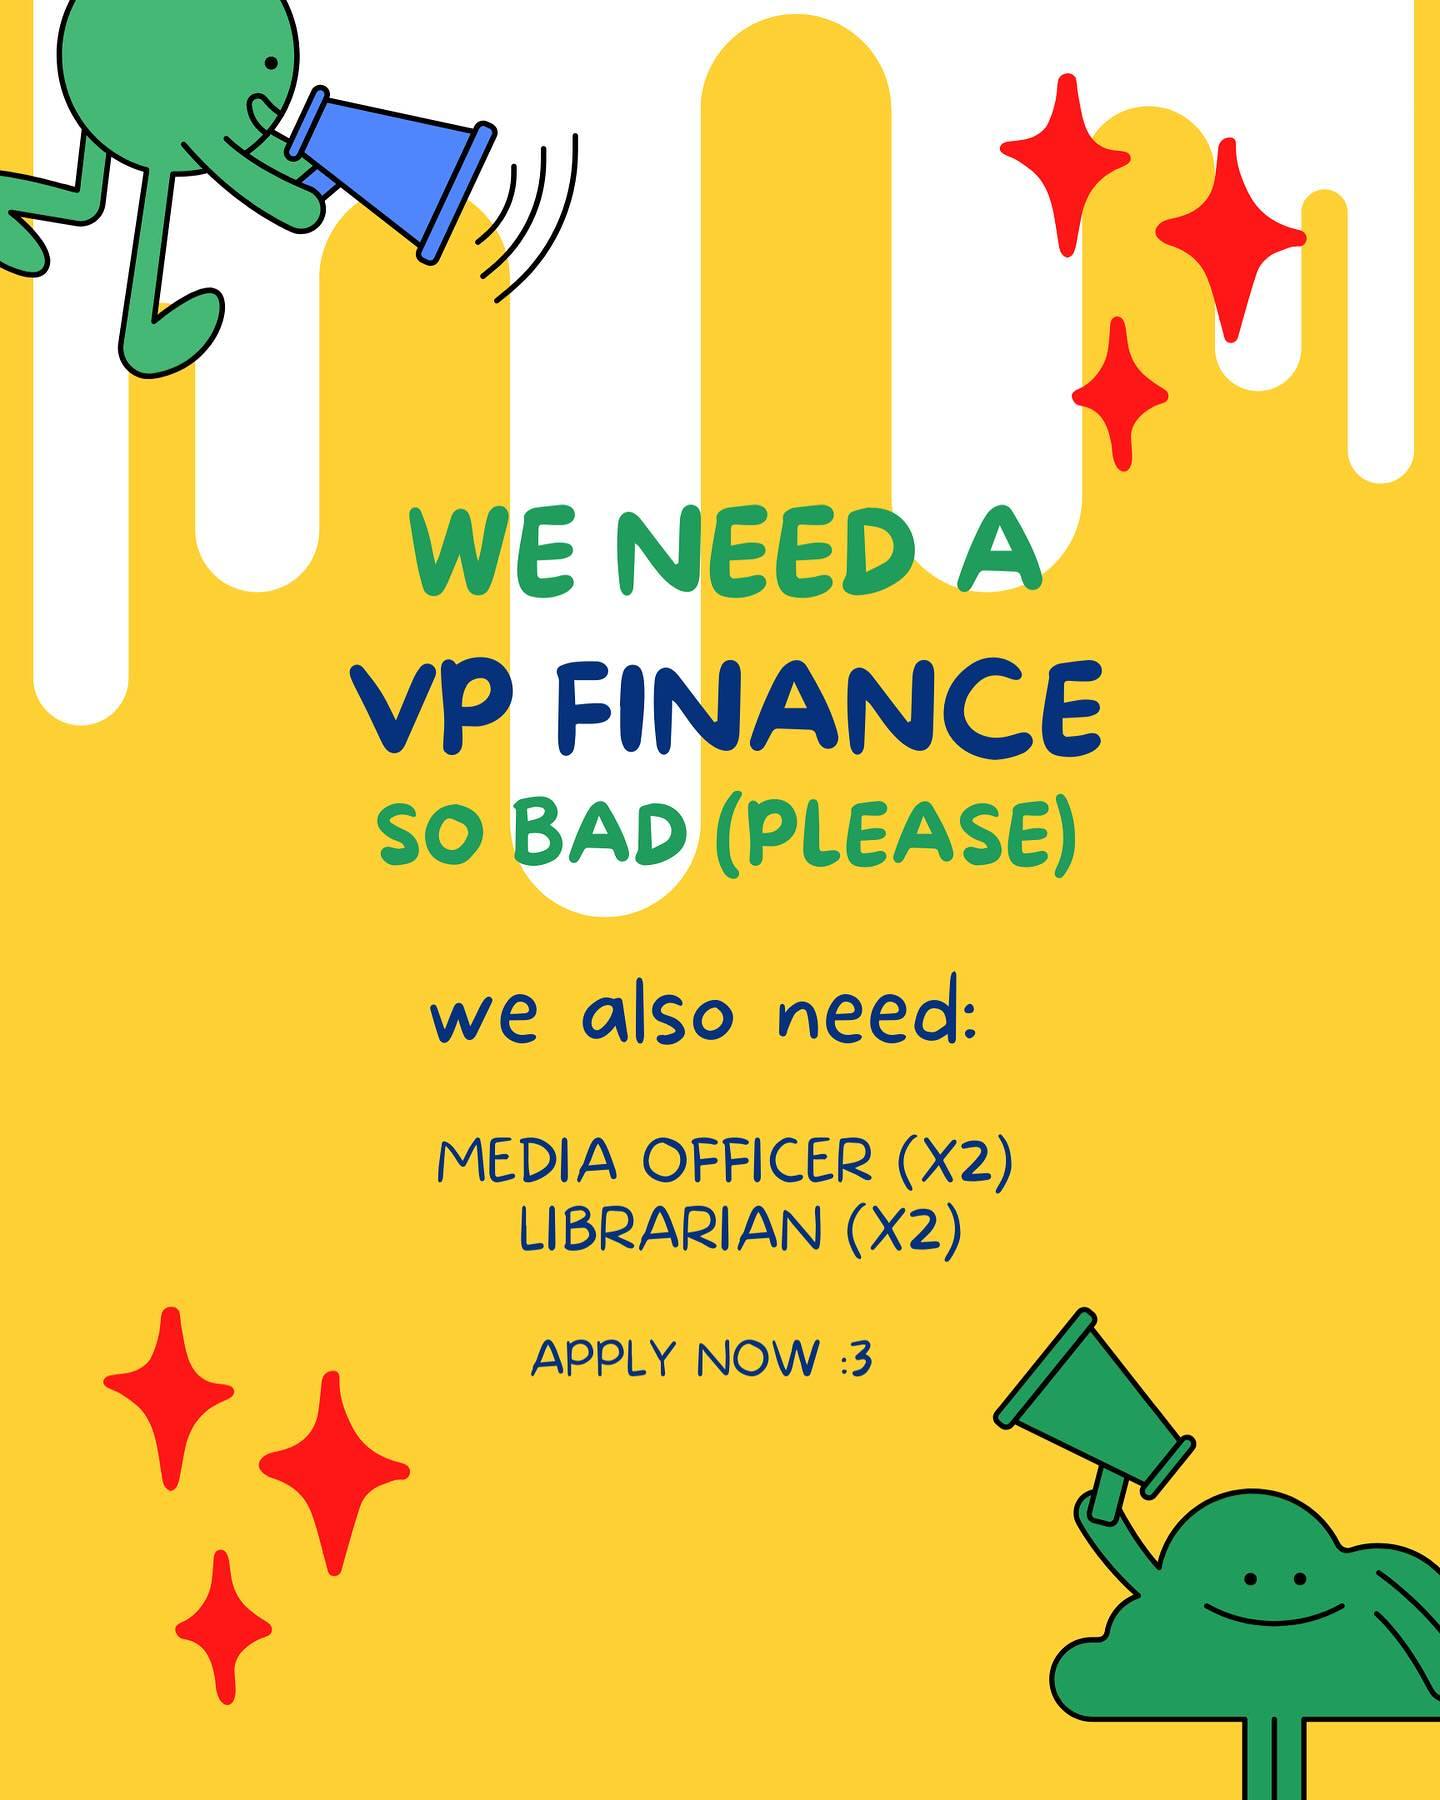 WE NEED A
VP FINANCE
SO BAD (PLEASE)
we also need:
MEDIA OFFICER (X2)
LIBRARIAN (X2)
APPLY NOW :3